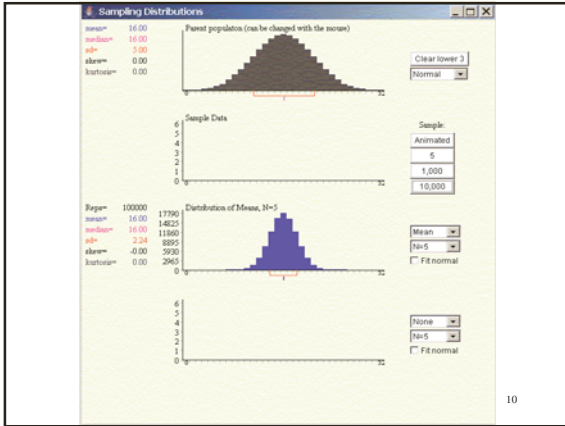 Sampling Distributions
mean= 16.00
median= 16.00
sd= 5.00
skew= 0.00
kurtosis= 0.00
Parent populaton (can be changed with the mouse)
0 32
Clear lower 3
Normal
Sample Data
6
5
4
3
2
1
0
0 32
Sample:
Animated
5
1,000
10,000
Reps= 100000
mean= 16.00
median= 16.00
sd= 2.24
skew= -0.00
kurtosis= 0.00
Distribution of Means, N=5
17790
14825
11860
8895
5930
2965
0
0 32
Mean
N=5
Fit normal
6
5
4
3
2
1
0
0 32
None
N=5
Fit normal
10